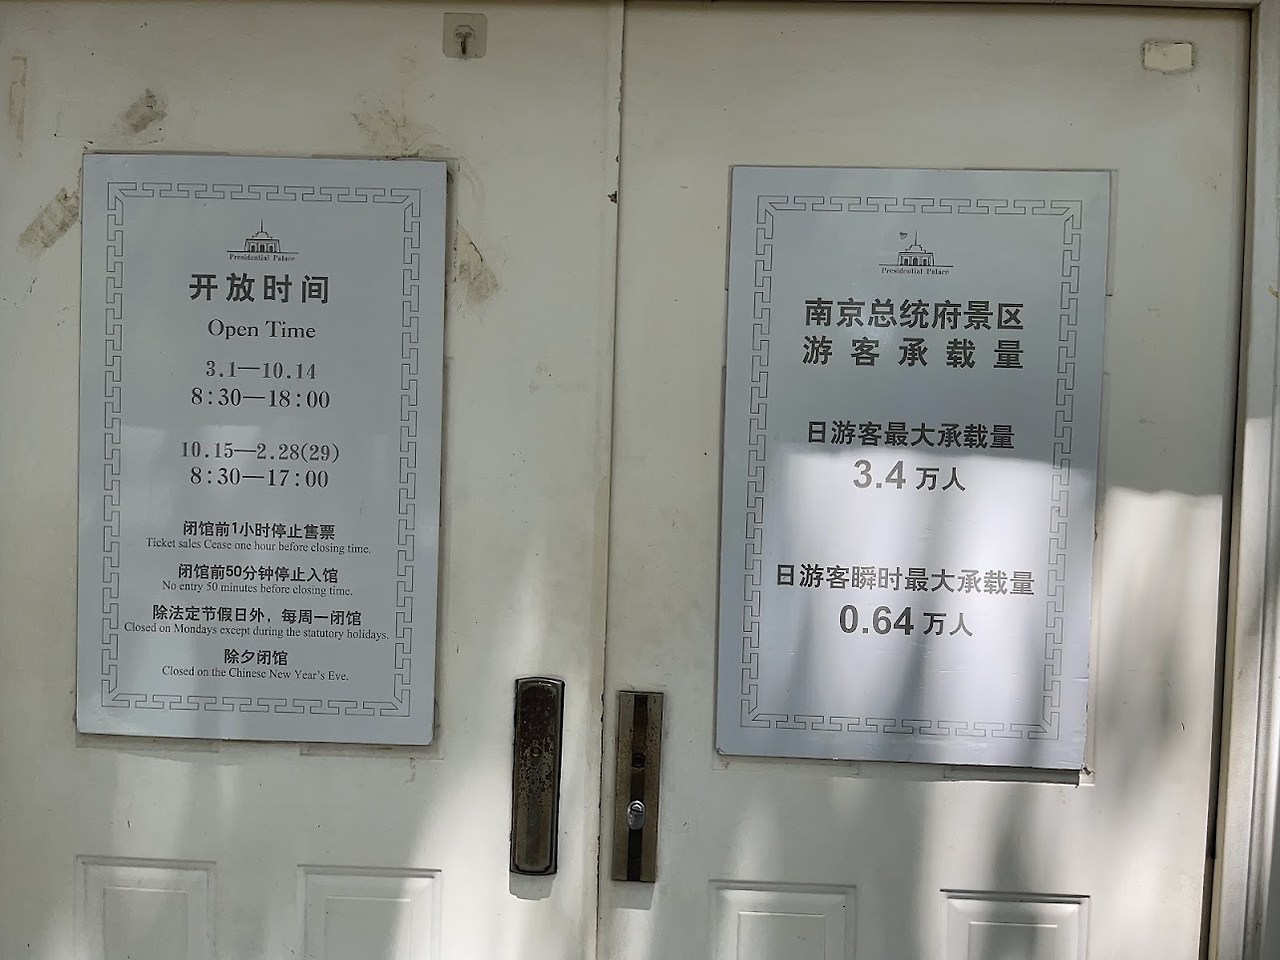 Presidential Palace
开放时间
Open Time
3.1—10.14
8:30—18:00
10.15—2.28(29)
8:30—17:00
闭馆前1小时停止售票
Ticket sales Cease one hour before closing time.
闭馆前50分钟停止入馆
No entry 50 minutes before closing time.
除法定节假日外，每周一闭馆
Closed on Mondays except during the statutory holidays.
除夕闭馆
Closed on the Chinese New Year's Eve.
Presidential Palace
南京总统府景区
游客承载量
日游客最大承载量
3.4 万人
日游客瞬时最大承载量
0.64 万人